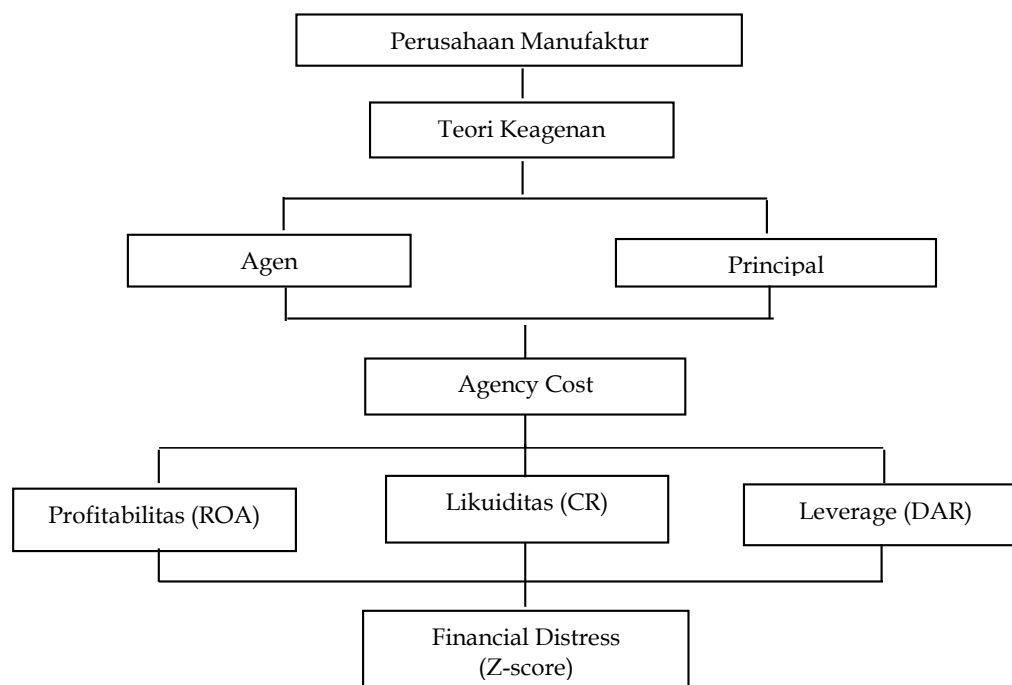 Perusahaan Manufaktur
Teori Keagenan
Agen
Principal
Agency Cost
Profitabilitas (ROA)
Likuiditas (CR)
Leverage (DAR)
Financial Distress
(Z-score)